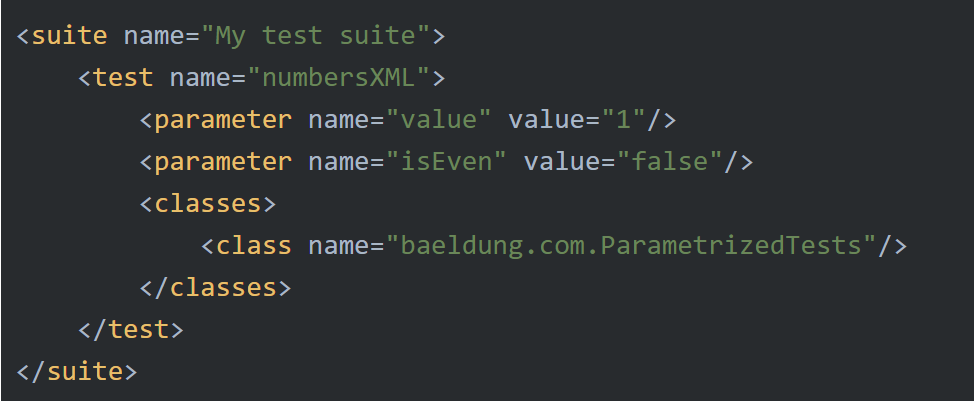 <suite name="My test suite">
    <test name="numbersXML">
        <parameter name="value" value="1"/>
        <parameter name="isEven" value="false"/>
        <classes>
            <class name="baeldung.com.ParametrizedTests"/>
        </classes>
    </test>
</suite>